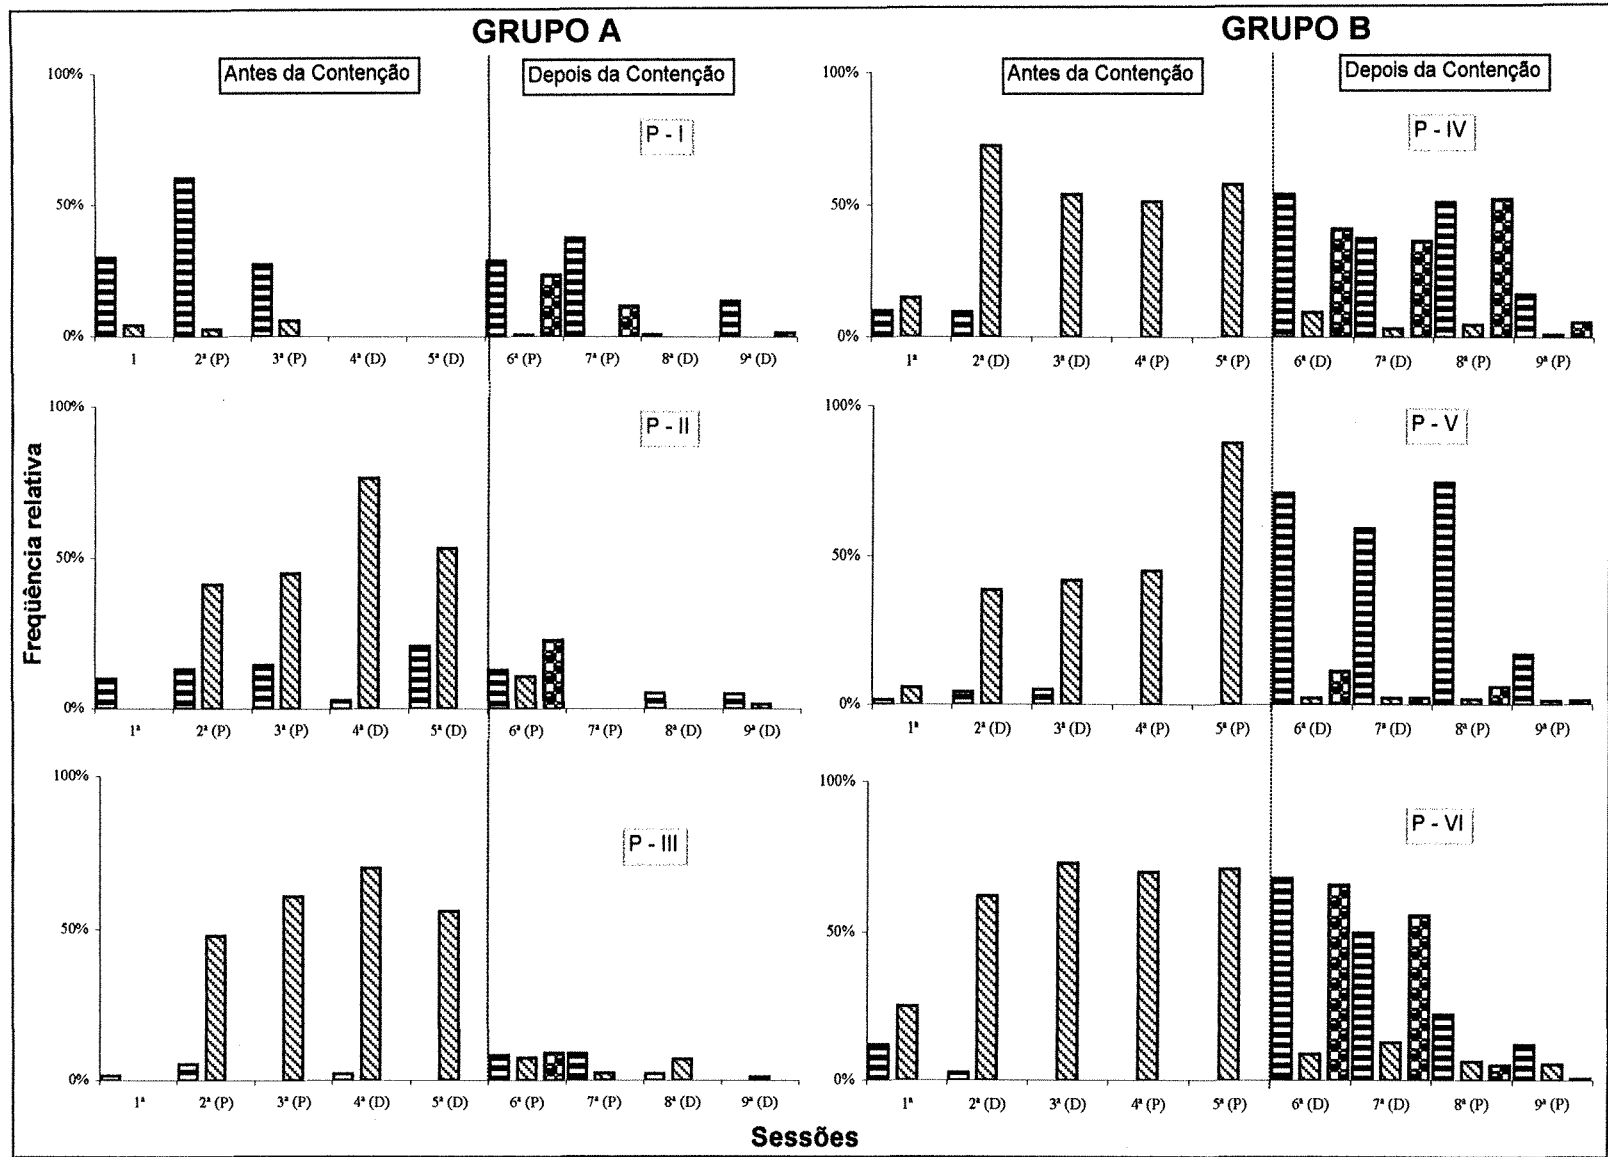 GRUPO A
GRUPO B
Antes da Contenção
Depois da Contenção
Antes da Contenção
Depois da Contenção
Freqüência relativa
100%
50%
0%
P - I
1 2ª (P) 3ª (P) 4ª (D) 5ª (D) 6ª (P) 7ª (P) 8ª (D) 9ª (D)
100%
50%
0%
P - IV
1ª 2ª (D) 3ª (D) 4ª (P) 5ª (P) 6ª (D) 7ª (D) 8ª (P) 9ª (P)
100%
50%
0%
P - II
1ª 2ª (P) 3ª (P) 4ª (D) 5ª (D) 6ª (P) 7ª (P) 8ª (D) 9ª (D)
100%
50%
0%
P - V
1ª 2ª (D) 3ª (D) 4ª (P) 5ª (P) 6ª (D) 7ª (D) 8ª (P) 9ª (P)
100%
50%
0%
P - III
1ª 2ª (P) 3ª (P) 4ª (D) 5ª (D) 6ª (P) 7ª (P) 8ª (D) 9ª (D)
100%
50%
0%
P - VI
1ª 2ª (D) 3ª (D) 4ª (P) 5ª (P) 6ª (D) 7ª (D) 8ª (P) 9ª (P)
Sessões